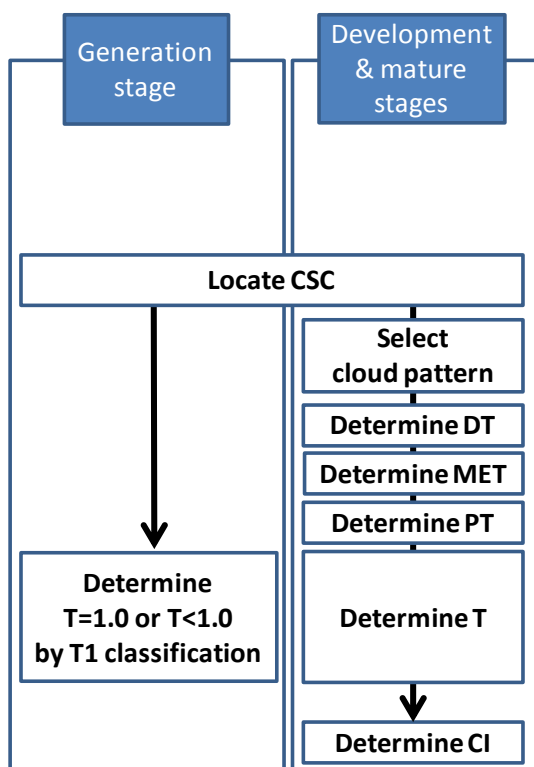 Generation
stage
Development
& mature
stages
Locate CSC
Select
cloud pattern
Determine DT
Determine MET
Determine PT
Determine
T=1.0 or T<1.0
by T1 classification
Determine T
Determine CI